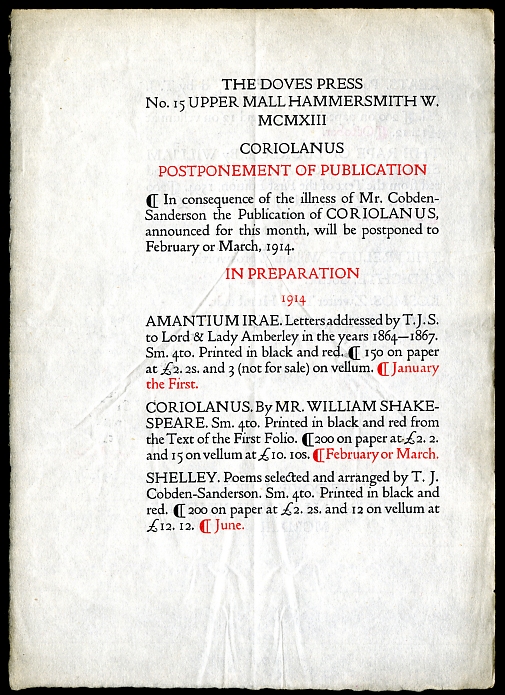 THE DOVES PRESS
No. 15 UPPER MALL HAMMERSMITH W.
MCMXIII
CORIOLANUS
POSTPONEMENT OF PUBLICATION
¶ In consequence of the illness of Mr. Cobden-
Sanderson the Publication of CORIOLANUS,
announced for this month, will be postponed to
February or March, 1914.
IN PREPARATION
1914
AMANTIUM IRAE. Letters addressed by T. J. S.
to Lord & Lady Amberley in the years 1864—1867.
Sm. 4to. Printed in black and red. ¶ 150 on paper
at £2. 2s. and 3 (not for sale) on vellum. ¶ January
the First.
CORIOLANUS. By MR. WILLIAM SHAKE-
SPEARE. Sm. 4to. Printed in black and red from
the Text of the First Folio. ¶ 200 on paper at £2. 2.
and 15 on vellum at £10. 10s. ¶ February or March.
SHELLEY. Poems selected and arranged by T. J.
Cobden-Sanderson. Sm. 4to. Printed in black and
red. ¶ 200 on paper at £2. 2s. and 12 on vellum at
£12. 12. ¶ June.